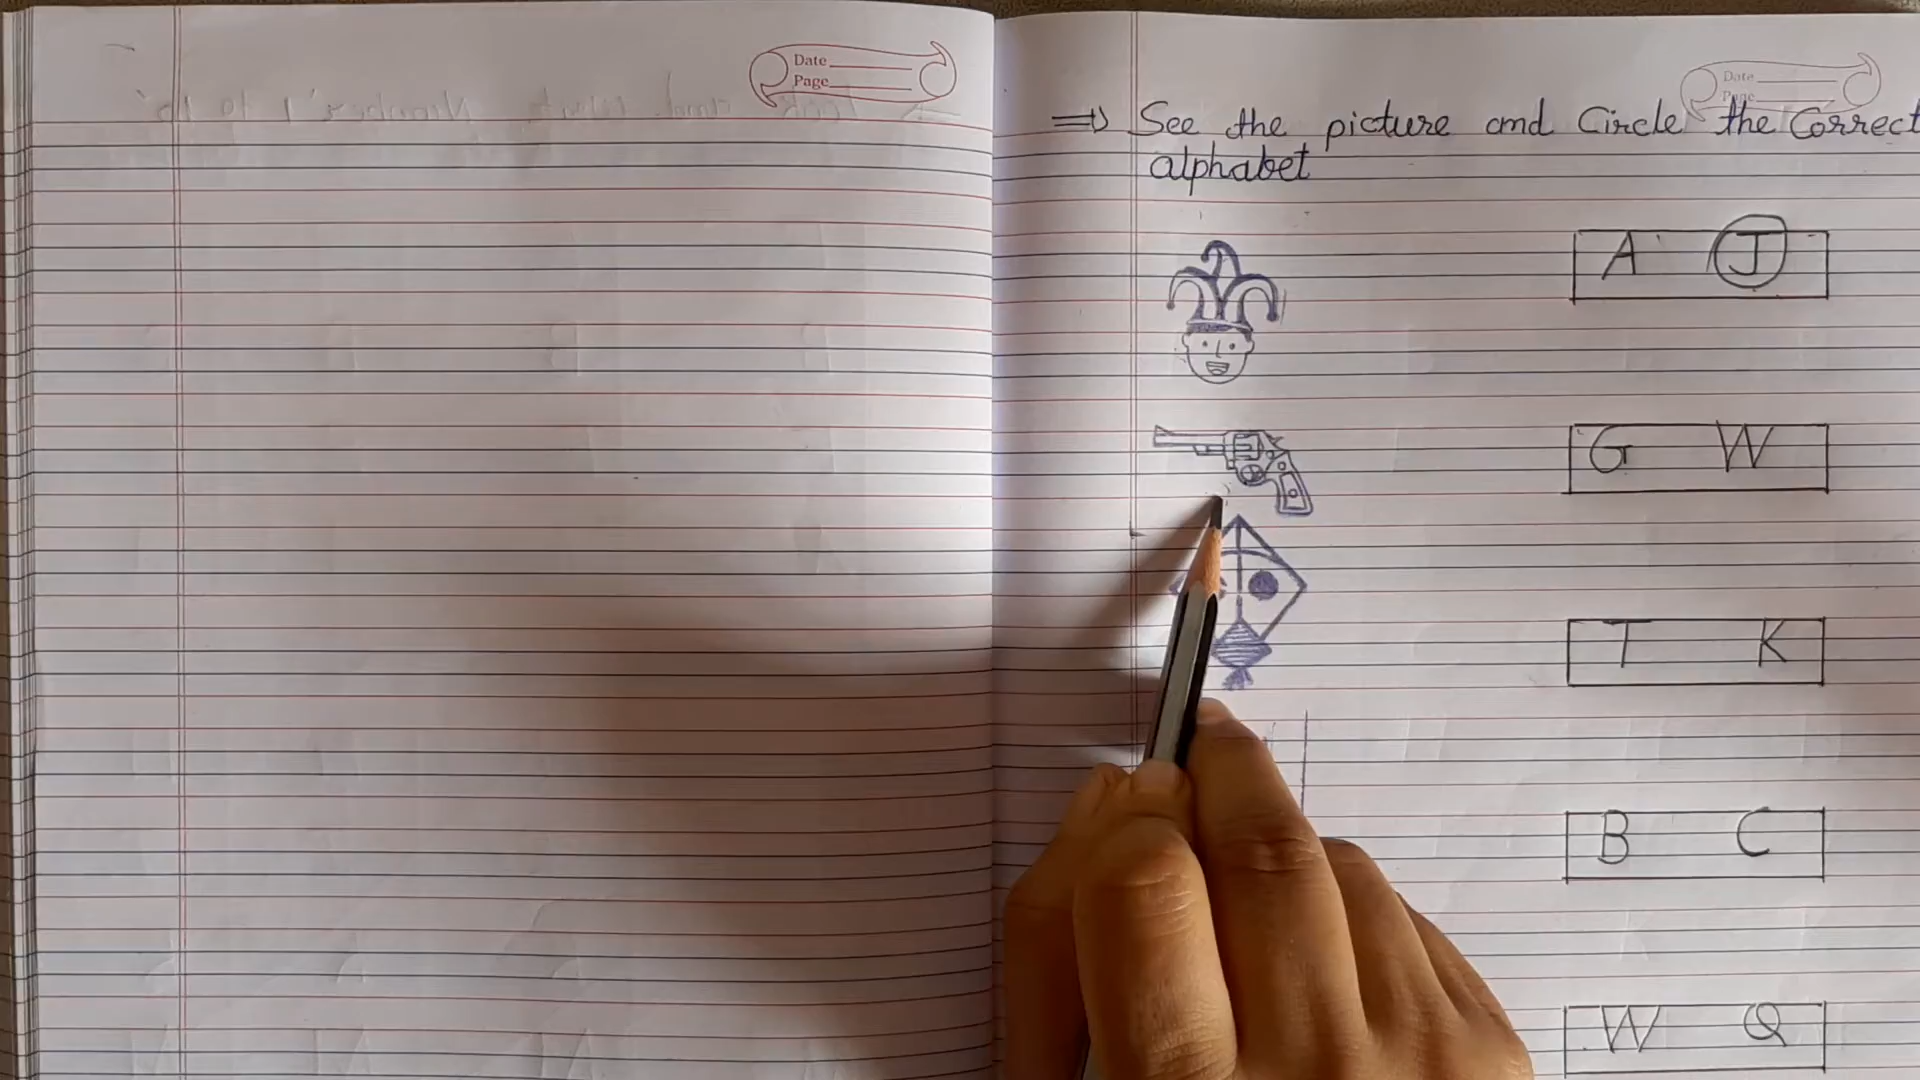 Date
Page
Date
Page
⇒ See the picture and Circle the Correct
alphabet
A J
G W
T K
B C
W Q